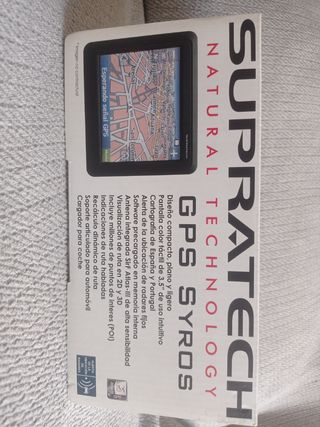 SUPRATECH
NATURAL TECHNOLOGY
GPS SYROS
Esperando señal GPS
Diseño compacto, plano y ligero
Pantalla color táctil de 3.5" de uso intuitivo
Cartografía de España y Portugal
Alerta de la ubicación de radares fijos
Software precargado en memoria interna
Antena integrada SiRF Atlas-III de alta sensibilidad
Visualización de ruta en 2D y 3D
Incluye millones de puntos de interes (POI)
Indicaciones de ruta habladas
Recálculo dinámico de ruta
Soporte articulado para automóvil
Cargador para coche